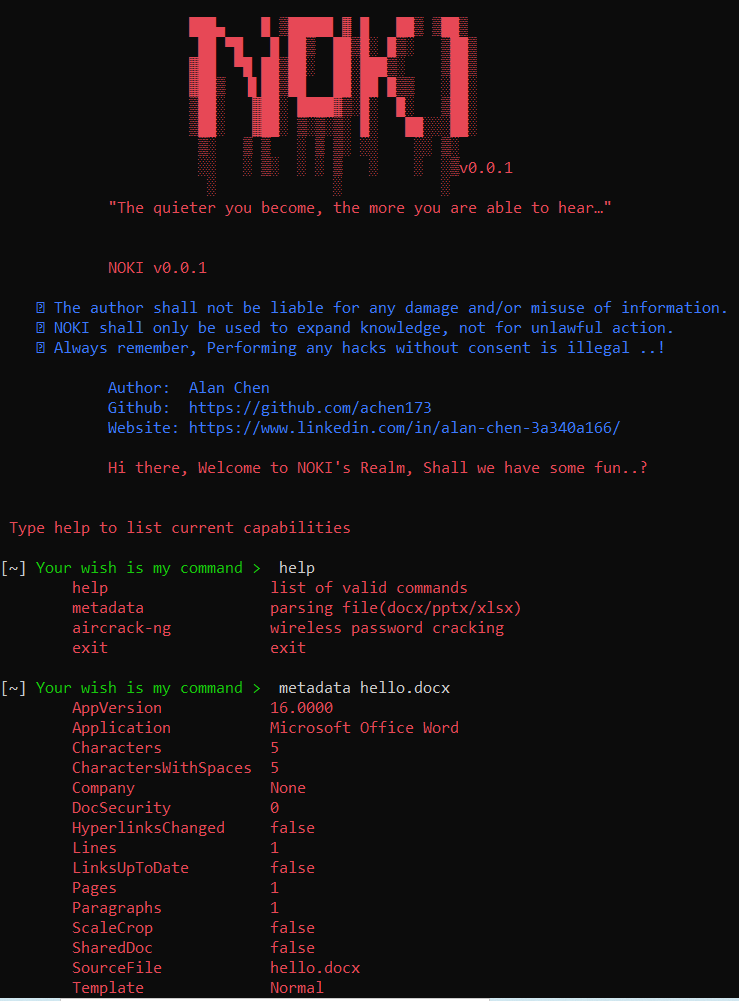 NOKI
v0.0.1
"The quieter you become, the more you are able to hear…"
NOKI v0.0.1
The author shall not be liable for any damage and/or misuse of information.
NOKI shall only be used to expand knowledge, not for unlawful action.
Always remember, Performing any hacks without consent is illegal ..!
Author:  Alan Chen
Github:  https://github.com/achen173
Website: https://www.linkedin.com/in/alan-chen-3a340a166/
Hi there, Welcome to NOKI's Realm, Shall we have some fun..?
Type help to list current capabilities
[~] Your wish is my command >  help
help                  list of valid commands
metadata              parsing file(docx/pptx/xlsx)
aircrack-ng           wireless password cracking
exit                  exit
[~] Your wish is my command >  metadata hello.docx
AppVersion            16.0000
Application           Microsoft Office Word
Characters            5
CharactersWithSpaces  5
Company               None
DocSecurity           0
HyperlinksChanged     false
Lines                 1
LinksUpToDate         false
Pages                 1
Paragraphs            1
ScaleCrop             false
SharedDoc             false
SourceFile            hello.docx
Template              Normal